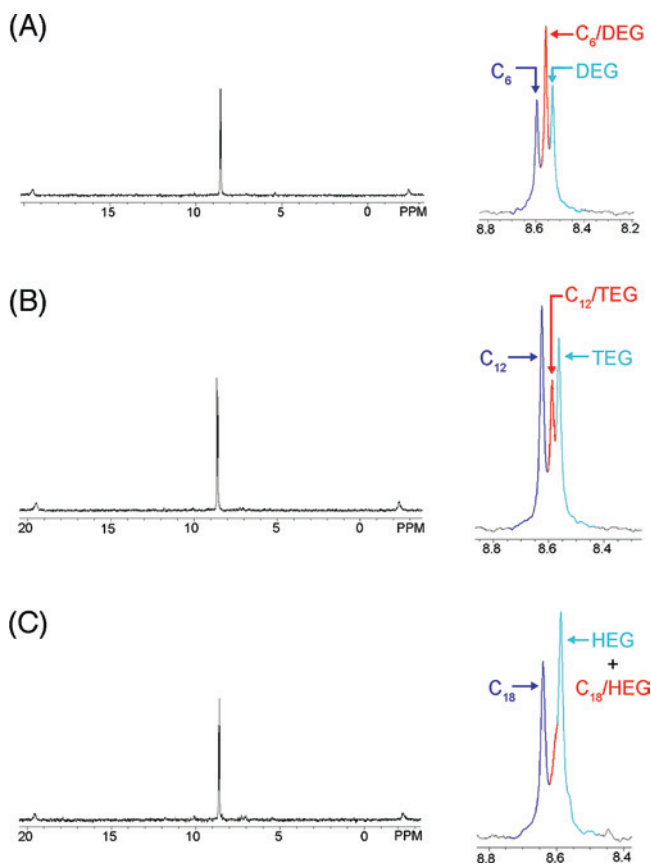 (A)
15 10 5 0 PPM
C₆/DEG
C₆
DEG
8.8 8.6 8.4 8.2
(B)
20 15 10 5 0 PPM
C₁₂/TEG
C₁₂
TEG
8.8 8.6 8.4
(C)
20 15 10 5 0 PPM
HEG
+
C₁₈
C₁₈/HEG
8.8 8.6 8.4